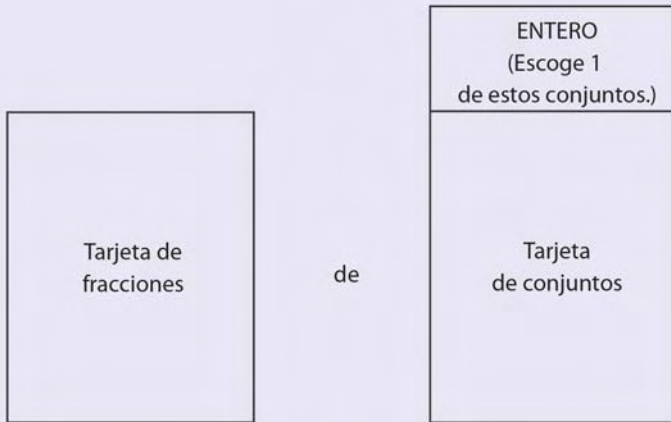 ENTERO
(Escoge 1
de estos conjuntos.)
Tarjeta de
fracciones
de
Tarjeta
de conjuntos